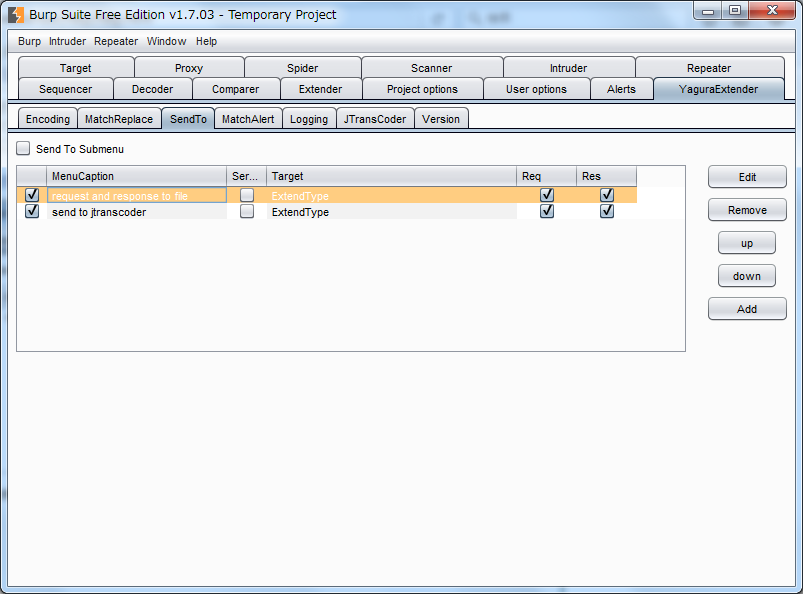 Burp Suite Free Edition v1.7.03 - Temporary Project
Burp Intruder Repeater Window Help
Target Proxy Spider Scanner Intruder Repeater
Sequencer Decoder Comparer Extender Project options User options Alerts YaguraExtender
Encoding MatchReplace SendTo MatchAlert Logging JTransCoder Version
Send To Submenu
MenuCaption Ser... Target Req Res
request and response to file ExtendType
send to jtranscoder ExtendType
Edit
Remove
up
down
Add